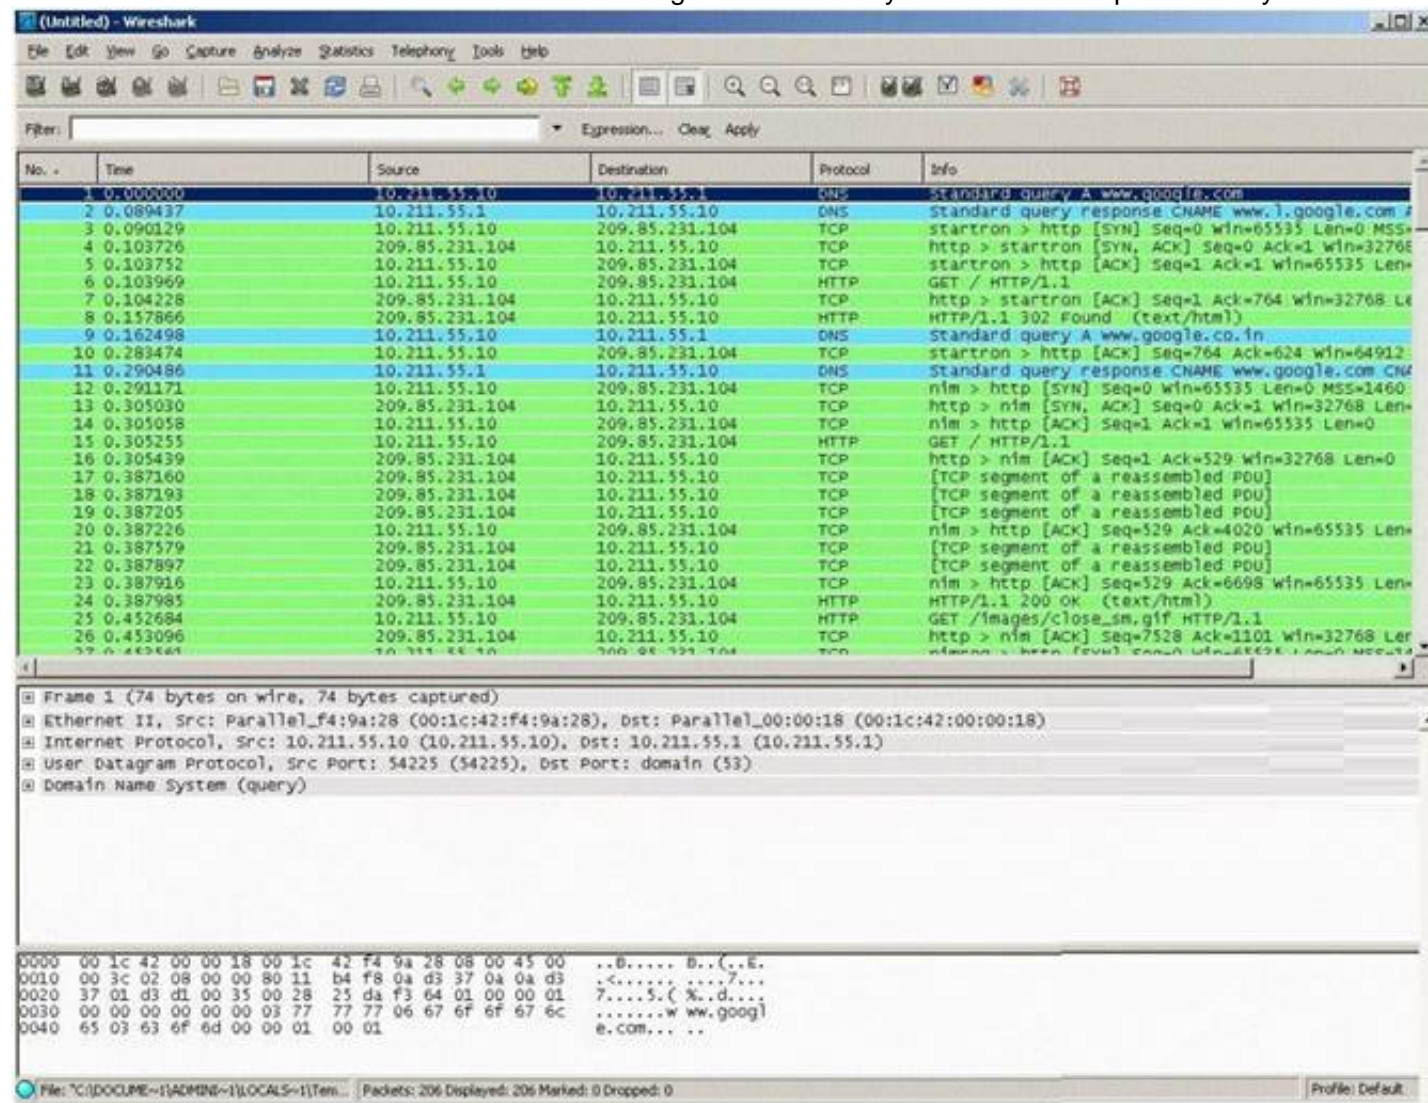 (Untitled) - Wireshark
File Edit View Go Capture Analyze Statistics Telephony Tools Help
Filter: Expression... Clear Apply
No. . Time Source Destination Protocol Info
1 0.000000 10.211.55.10 10.211.55.1 DNS Standard query A www.google.com
2 0.089437 10.211.55.1 10.211.55.10 DNS Standard query response CNAME www.l.google.com A
3 0.090129 10.211.55.10 209.85.231.104 TCP startron > http [SYN] Seq=0 Win=65535 Len=0 MSS=
4 0.103726 209.85.231.104 10.211.55.10 TCP http > startron [SYN, ACK] Seq=0 Ack=1 Win=32768
5 0.103752 10.211.55.10 209.85.231.104 TCP startron > http [ACK] Seq=1 Ack=1 Win=65535 Len=
6 0.103969 10.211.55.10 209.85.231.104 HTTP GET / HTTP/1.1
7 0.104228 209.85.231.104 10.211.55.10 TCP http > startron [ACK] Seq=1 Ack=764 Win=32768 Le
8 0.157866 209.85.231.104 10.211.55.10 HTTP HTTP/1.1 302 Found (text/html)
9 0.162498 10.211.55.10 10.211.55.1 DNS Standard query A www.google.co.in
10 0.283474 10.211.55.10 209.85.231.104 TCP startron > http [ACK] Seq=764 Ack=624 Win=64912
11 0.290486 10.211.55.1 10.211.55.10 DNS Standard query response CNAME www.google.com CNA
12 0.291171 10.211.55.10 209.85.231.104 TCP nim > http [SYN] Seq=0 Win=65535 Len=0 MSS=1460
13 0.305030 209.85.231.104 10.211.55.10 TCP http > nim [SYN, ACK] Seq=0 Ack=1 Win=32768 Len=
14 0.305058 10.211.55.10 209.85.231.104 TCP nim > http [ACK] Seq=1 Ack=1 Win=65535 Len=0
15 0.305255 10.211.55.10 209.85.231.104 HTTP GET / HTTP/1.1
16 0.305439 209.85.231.104 10.211.55.10 TCP http > nim [ACK] Seq=1 Ack=529 Win=32768 Len=0
17 0.387160 209.85.231.104 10.211.55.10 TCP [TCP segment of a reassembled PDU]
18 0.387193 209.85.231.104 10.211.55.10 TCP [TCP segment of a reassembled PDU]
19 0.387205 209.85.231.104 10.211.55.10 TCP [TCP segment of a reassembled PDU]
20 0.387226 10.211.55.10 209.85.231.104 TCP nim > http [ACK] Seq=529 Ack=4020 Win=65535 Len=
21 0.387579 209.85.231.104 10.211.55.10 TCP [TCP segment of a reassembled PDU]
22 0.387897 209.85.231.104 10.211.55.10 TCP [TCP segment of a reassembled PDU]
23 0.387916 10.211.55.10 209.85.231.104 TCP nim > http [ACK] Seq=529 Ack=6698 Win=65535 Len=
24 0.387985 209.85.231.104 10.211.55.10 HTTP HTTP/1.1 200 OK (text/html)
25 0.452684 10.211.55.10 209.85.231.104 HTTP GET /images/close_sm.gif HTTP/1.1
26 0.453096 209.85.231.104 10.211.55.10 TCP http > nim [ACK] Seq=7528 Ack=1101 Win=32768 Len
Frame 1 (74 bytes on wire, 74 bytes captured)
Ethernet II, Src: Parallel_f4:9a:28 (00:1c:42:f4:9a:28), Dst: Parallel_00:00:18 (00:1c:42:00:00:18)
Internet Protocol, Src: 10.211.55.10 (10.211.55.10), Dst: 10.211.55.1 (10.211.55.1)
User Datagram Protocol, Src Port: 54225 (54225), Dst Port: domain (53)
Domain Name System (query)
0000 00 1c 42 00 00 18 00 1c 42 f4 9a 28 08 00 45 00 ..B..... B..(..E.
0010 00 3c 02 08 00 00 80 11 b4 f8 0a d3 37 0a 0a d3 .<...... ....7...
0020 37 01 d3 d1 00 35 00 28 25 da f3 64 01 00 00 01 7....5.( %..d....
0030 00 00 00 00 00 00 03 77 77 77 06 67 6f 6f 67 6c .......w ww.googl
0040 65 03 63 6f 6d 00 00 01 00 01 e.com... ..
File: "C:\DOCUME~1\ADMINI~1\LOCALS~1\Tem... Packets: 206 Displayed: 206 Marked: 0 Dropped: 0 Profile: Default